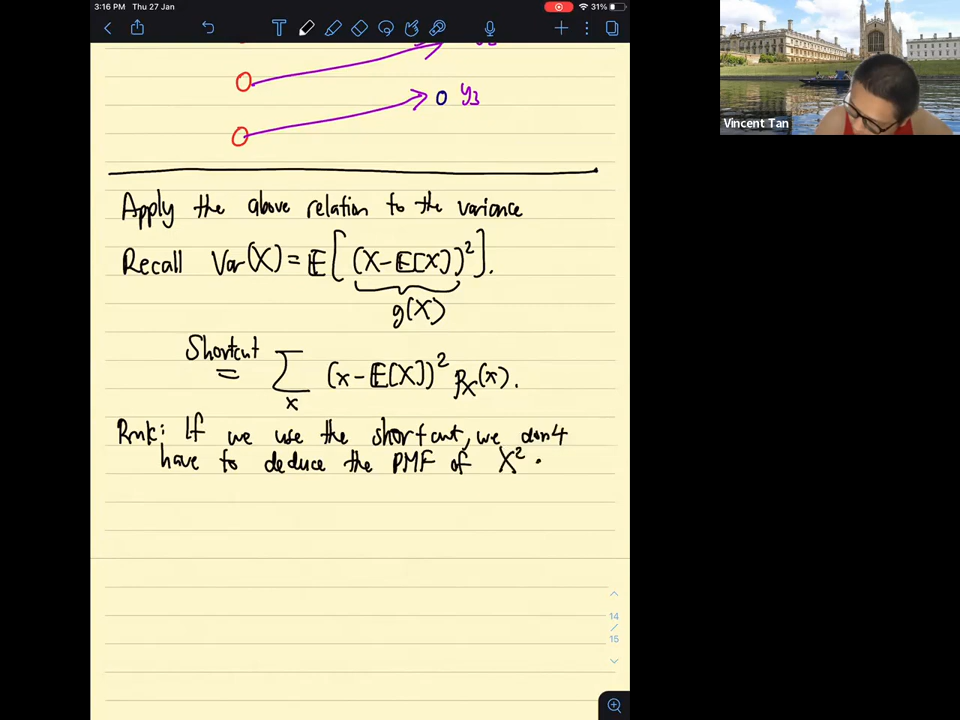 3:16 PM Thu 27 Jan
31%
y3
Apply the above relation to the variance
Recall Var(X) = E[(X-E(X))²].
g(X)
Shortcut
= Σ (x-E[X])² pX(x).
x
Rmk: If we use the shortcut, we don4
have to deduce the PMF of X².
14
/
15
Vincent Tan